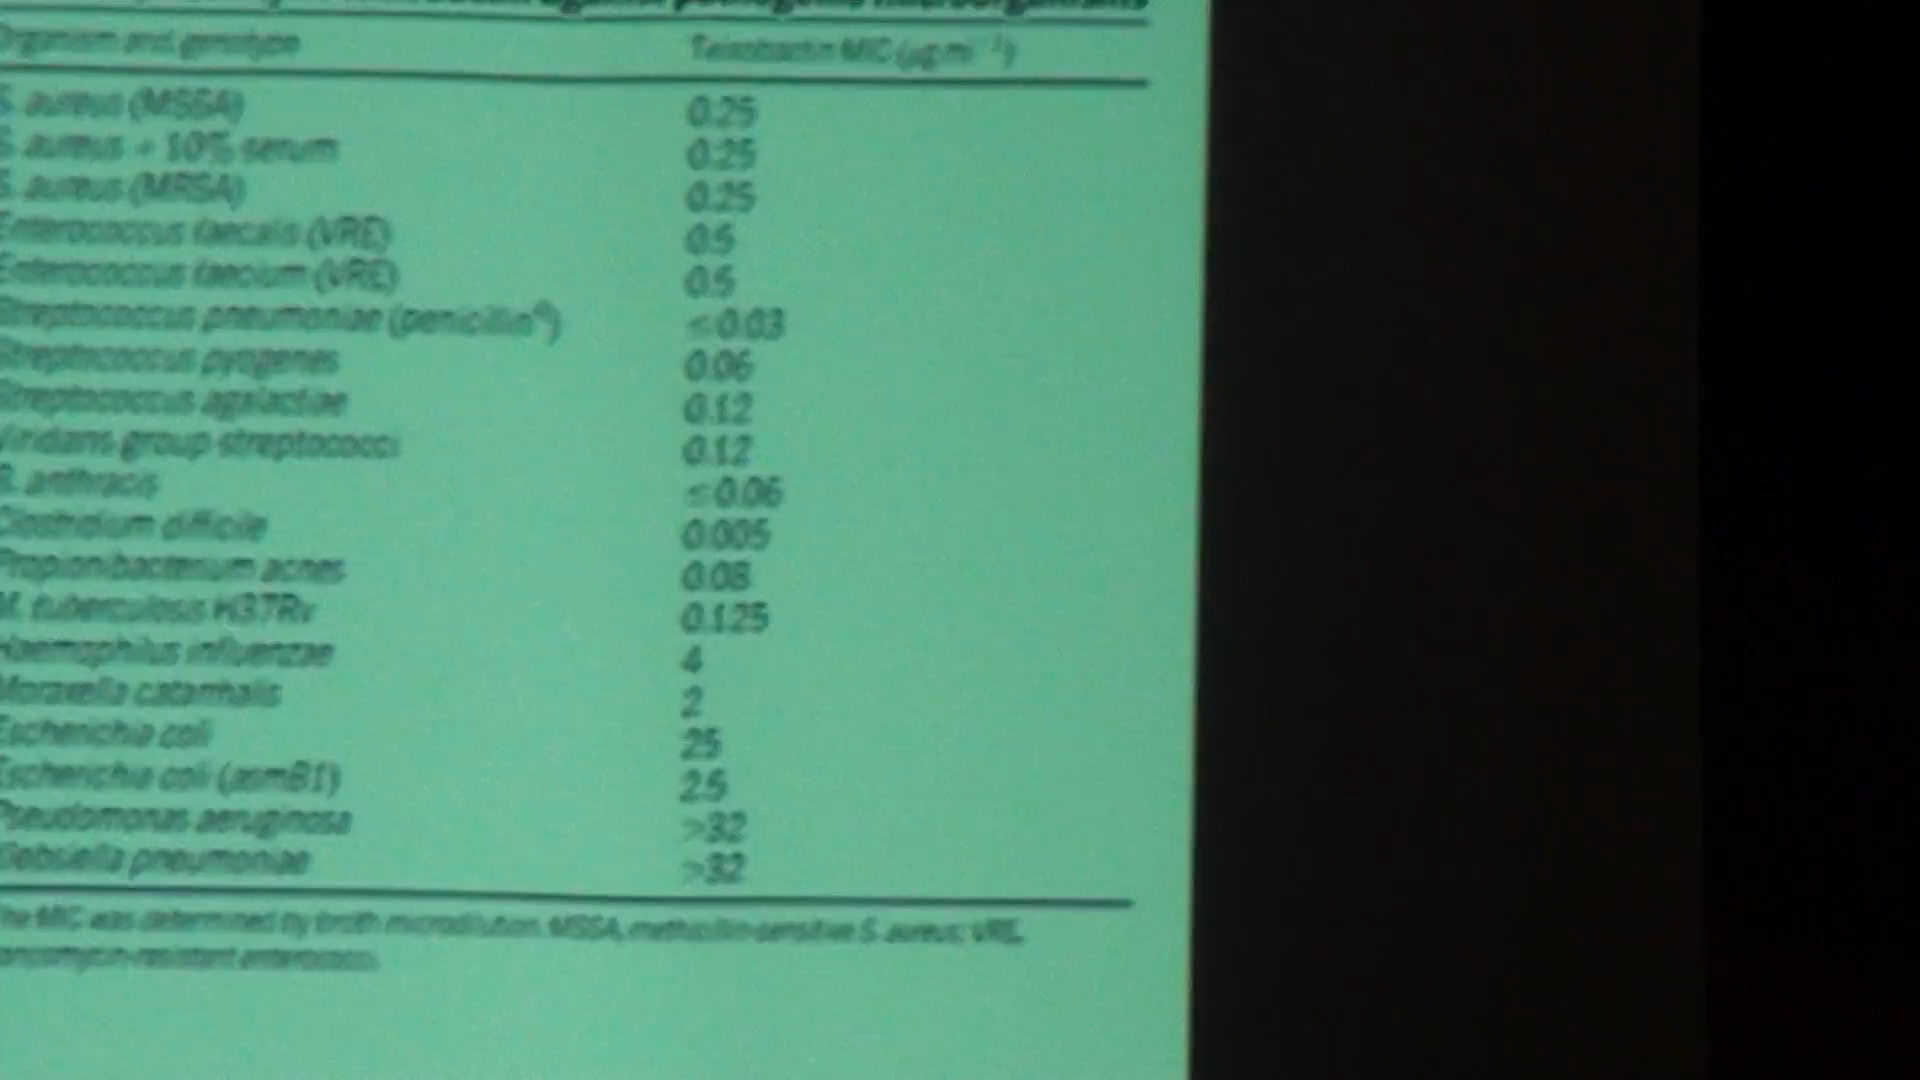 against pathogenic microorganisms
Organism and genotype Teixobactin MIC (µg ml⁻¹)
S. aureus (MSSA) 0.25
S. aureus + 10% serum 0.25
S. aureus (MRSA) 0.25
Enterococcus faecalis (VRE) 0.5
Enterococcus faecium (VRE) 0.5
Streptococcus pneumoniae (penicillinᴿ) ≤0.03
Streptococcus pyogenes 0.06
Streptococcus agalactiae 0.12
Viridans group streptococci 0.12
B. anthracis ≤0.06
Clostridium difficile 0.005
Propionibacterium acnes 0.08
M. tuberculosis H37Rv 0.125
Haemophilus influenzae 4
Moraxella catarrhalis 2
Escherichia coli 25
Escherichia coli (asmB1) 2.5
Pseudomonas aeruginosa >32
Klebsiella pneumoniae >32
The MIC was determined by broth microdilution. MSSA, methicillin-sensitive S. aureus; VRE,
vancomycin-resistant enterococci.